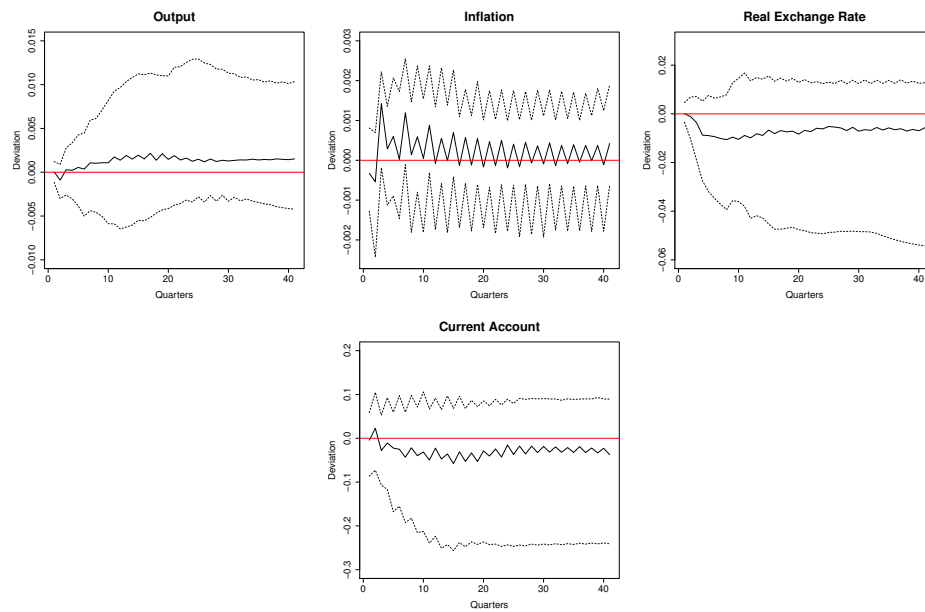 Output
Deviation
0.015
0.010
0.005
0.000
−0.005
−0.010
0 10 20 30 40
Quarters
Inflation
Deviation
0.003
0.002
0.001
0.000
−0.001
−0.002
0 10 20 30 40
Quarters
Real Exchange Rate
Deviation
0.02
0.00
−0.02
−0.04
−0.06
0 10 20 30 40
Quarters
Current Account
Deviation
0.2
0.1
0.0
−0.1
−0.2
−0.3
0 10 20 30 40
Quarters